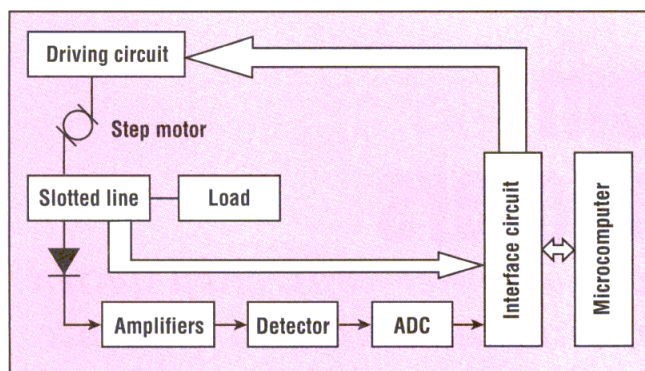 Driving circuit
Step motor
Slotted line
Load
Interface circuit
Microcomputer
Amplifiers
Detector
ADC